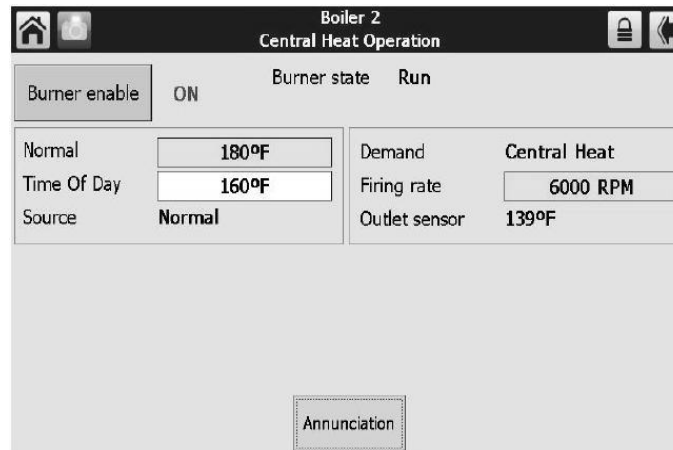 Boiler 2
Central Heat Operation
Burner enable
ON
Burner state Run
Normal 180ºF
Time Of Day 160ºF
Source Normal
Demand Central Heat
Firing rate 6000 RPM
Outlet sensor 139ºF
Annunciation